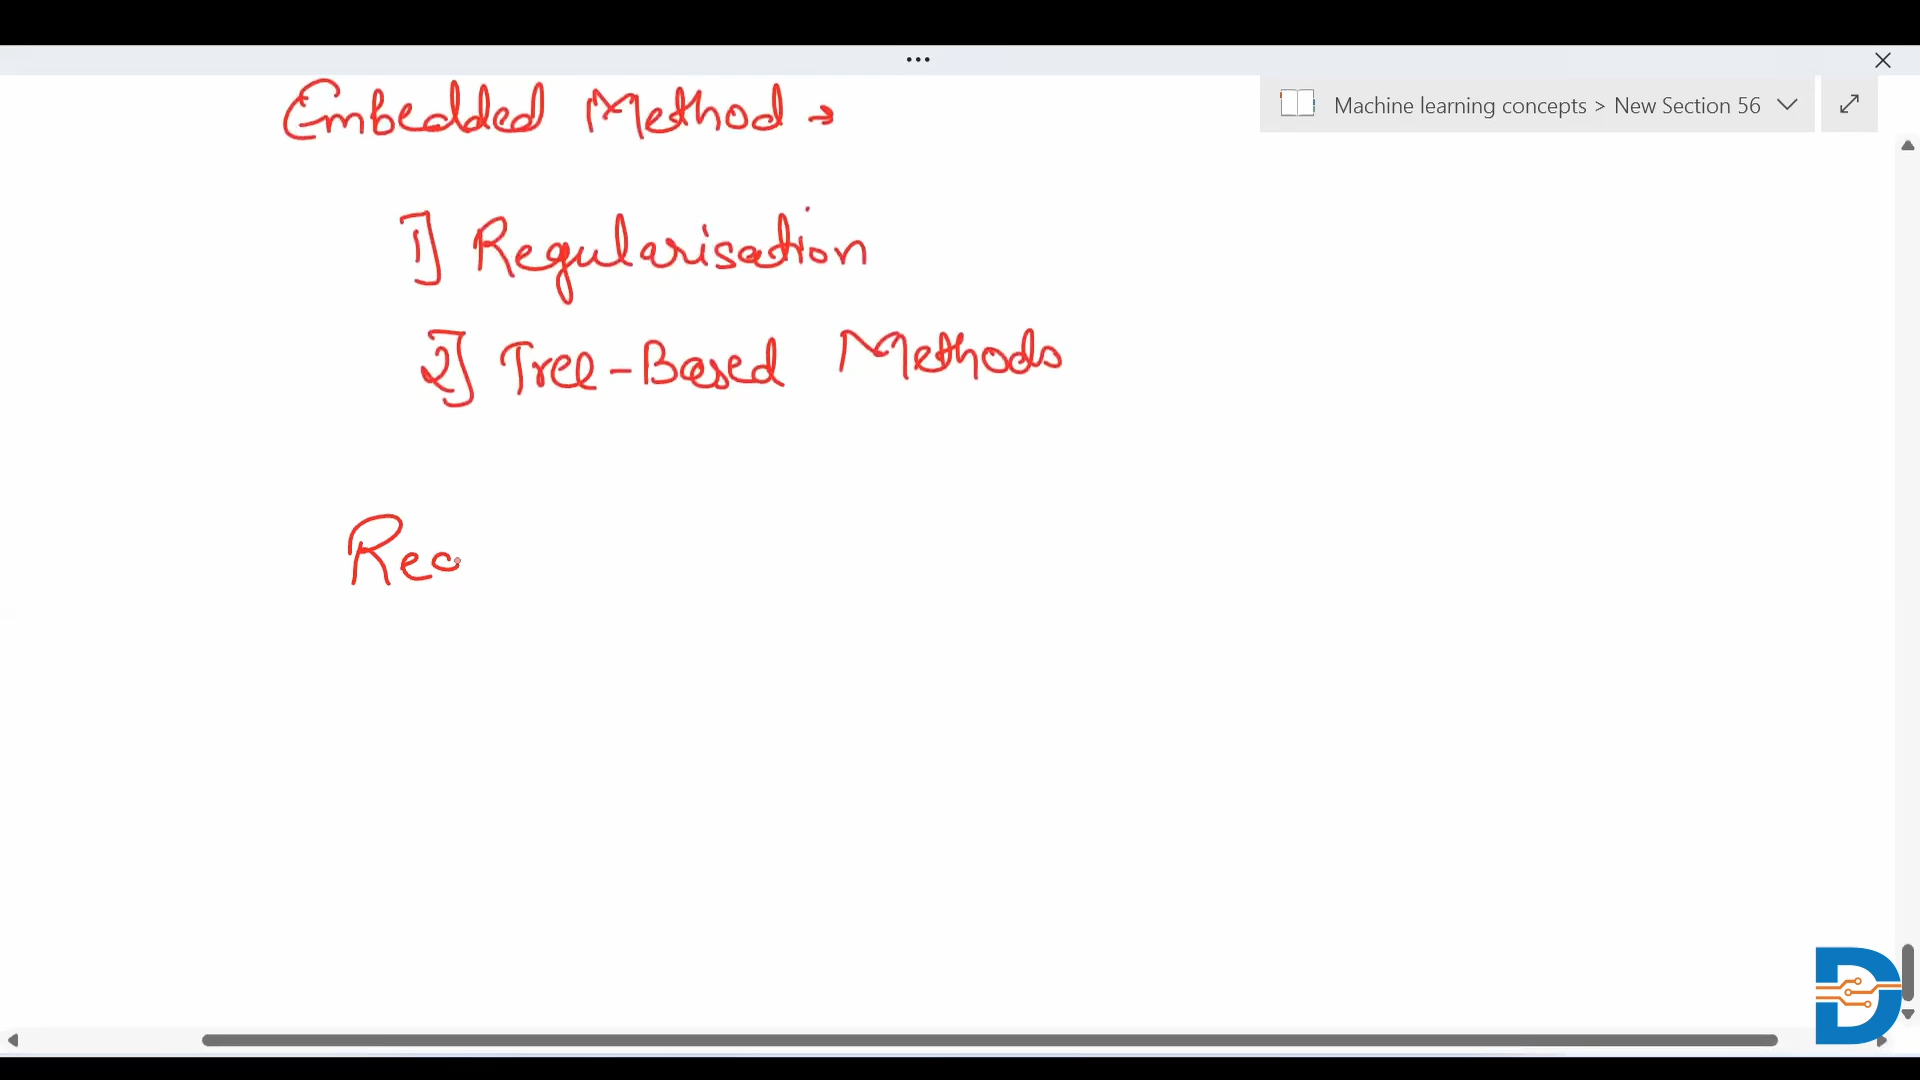 Embedded Method →
Machine learning concepts > New Section 56
1] Regularisation
2] Tree-Based Methods
Rec